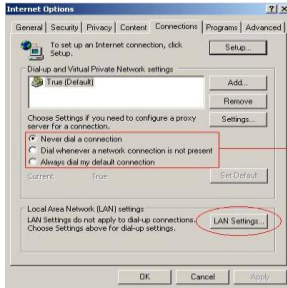 Internet Options
General Security Privacy Content Connections Programs Advanced
To set up an Internet connection, click Setup.
Setup...
Dial-up and Virtual Private Network settings
True (Default)
Add...
Remove
Choose Settings if you need to configure a proxy server for a connection.
Settings...
Never dial a connection
Dial whenever a network connection is not present
Always dial my default connection
Current True
Set Default
Local Area Network (LAN) settings
LAN Settings do not apply to dial-up connections. Choose Settings above for dial-up settings.
LAN Settings...
OK Cancel Apply